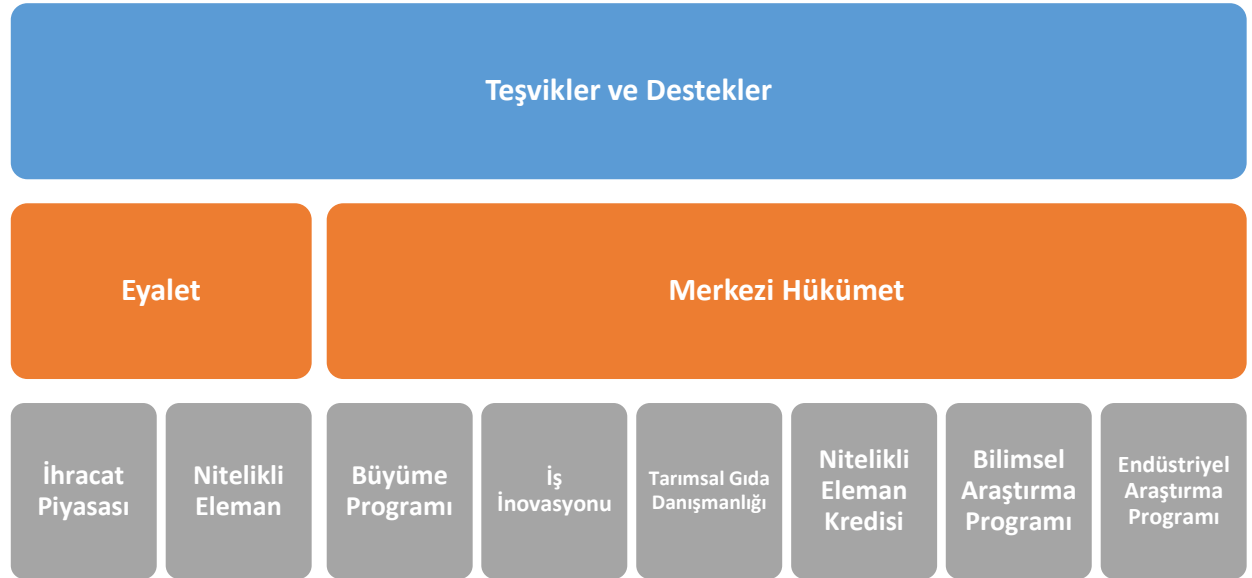 Teşvikler ve Destekler
Eyalet
Merkezi Hükümet
İhracat
Piyasası
Nitelikli
Eleman
Büyüme
Programı
İş
İnovasyonu
Tarımsal Gıda
Danışmanlığı
Nitelikli
Eleman
Kredisi
Bilimsel
Araştırma
Programı
Endüstriyel
Araştırma
Programı